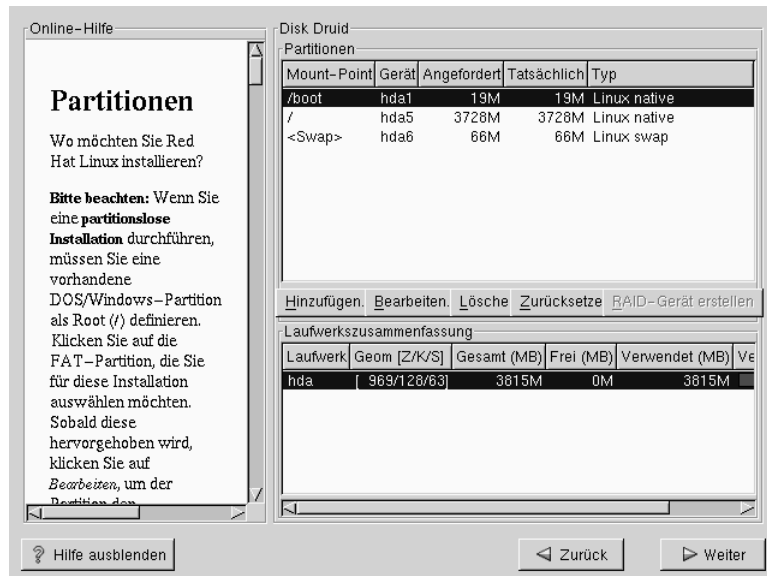 Online-Hilfe
Partitionen
Wo möchten Sie Red
Hat Linux installieren?
Bitte beachten: Wenn Sie
eine partitionslose
Installation durchführen,
müssen Sie eine
vorhandene
DOS/Windows-Partition
als Root (/) definieren.
Klicken Sie auf die
FAT-Partition, die Sie
für diese Installation
auswählen möchten.
Sobald diese
hervorgehoben wird,
klicken Sie auf
Bearbeiten, um der
Partition den
Disk Druid
Partitionen
Mount-Point Gerät Angefordert Tatsächlich Typ
/boot hda1 19M 19M Linux native
/ hda5 3728M 3728M Linux native
<Swap> hda6 66M 66M Linux swap
Hinzufügen. Bearbeiten. Lösche Zurücksetze RAID-Gerät erstellen
Laufwerkszusammenfassung
Laufwerk Geom [Z/K/S] Gesamt (MB) Frei (MB) Verwendet (MB) Ve
hda [ 969/128/63] 3815M 0M 3815M
Hilfe ausblenden Zurück Weiter